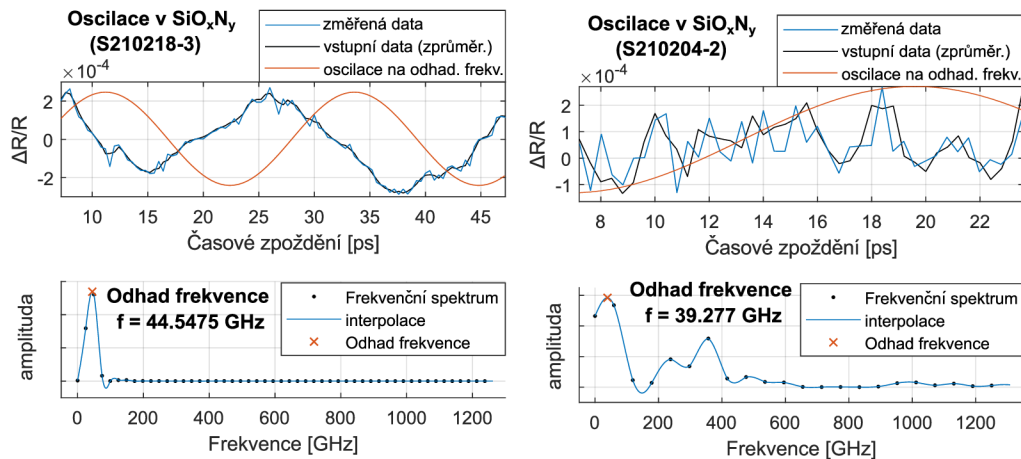 Oscilace v SiOxNy
(S210218-3)
změřená data
vstupní data (zprůměr.)
oscilace na odhad. frekv.
×10-4
ΔR/R
2
0
-2
10 15 20 25 30 35 40 45
Časové zpoždění [ps]
Oscilace v SiOxNy
(S210204-2)
změřená data
vstupní data (zprůměr.)
oscilace na odhad. frekv.
×10-4
ΔR/R
2
1
0
-1
8 10 12 14 16 18 20 22
Časové zpoždění [ps]
amplituda
Odhad frekvence
f = 44.5475 GHz
Frekvenční spektrum
interpolace
Odhad frekvence
0 200 400 600 800 1000 1200
Frekvence [GHz]
amplituda
Odhad frekvence
f = 39.277 GHz
Frekvenční spektrum
interpolace
Odhad frekvence
0 200 400 600 800 1000 1200
Frekvence [GHz]